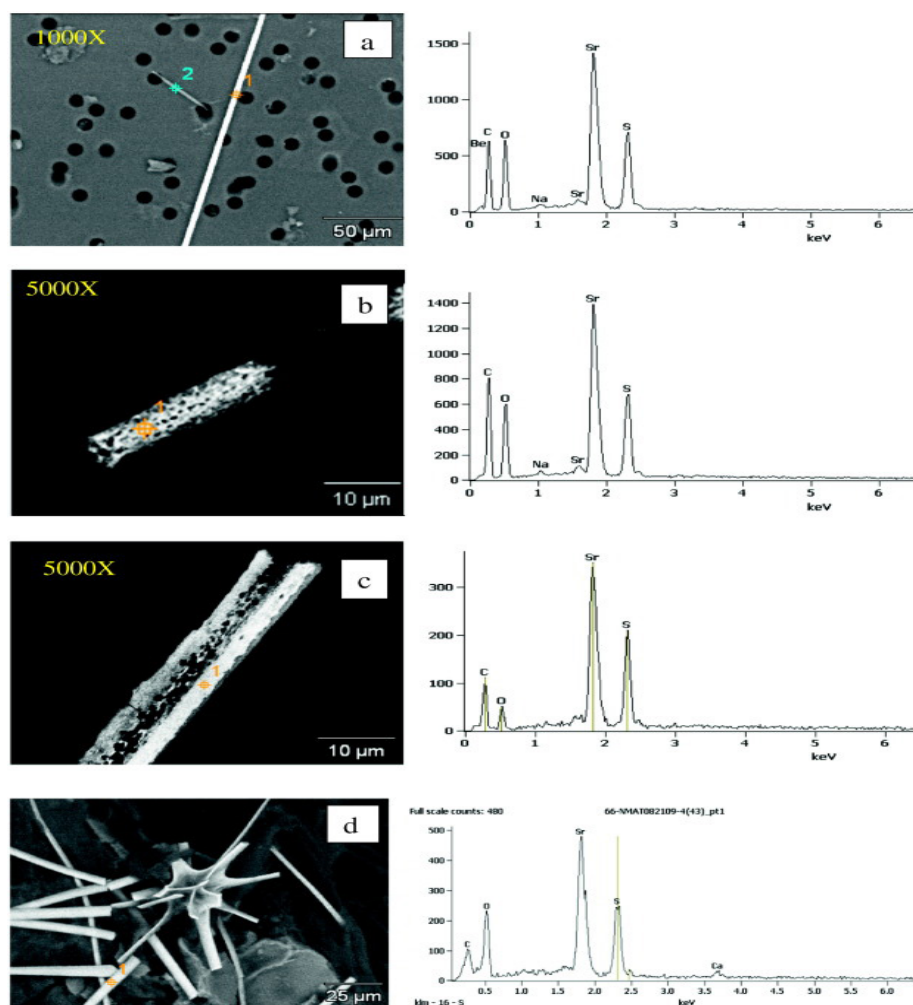 1000X
a
2
1
50 µm
1500
1000
500
0
Be
C
O
Na
Sr
Sr
S
0
1
2
3
4
5
6
keV
5000X
b
1
10 µm
1400
1200
1000
800
600
400
200
0
C
O
Na
Sr
Sr
S
0
1
2
3
4
5
6
keV
5000X
c
1
10 µm
300
200
100
0
C
O
Sr
S
0
1
2
3
4
5
6
keV
d
1
25 µm
Full scale counts: 480
66-NMAT082109-4(43)_pt1
500
400
300
200
100
0
C
O
Sr
S
Ca
klm - 16 - S
0.5
1.0
1.5
2.0
2.5
3.0
3.5
4.0
4.5
5.0
5.5
6.0
keV